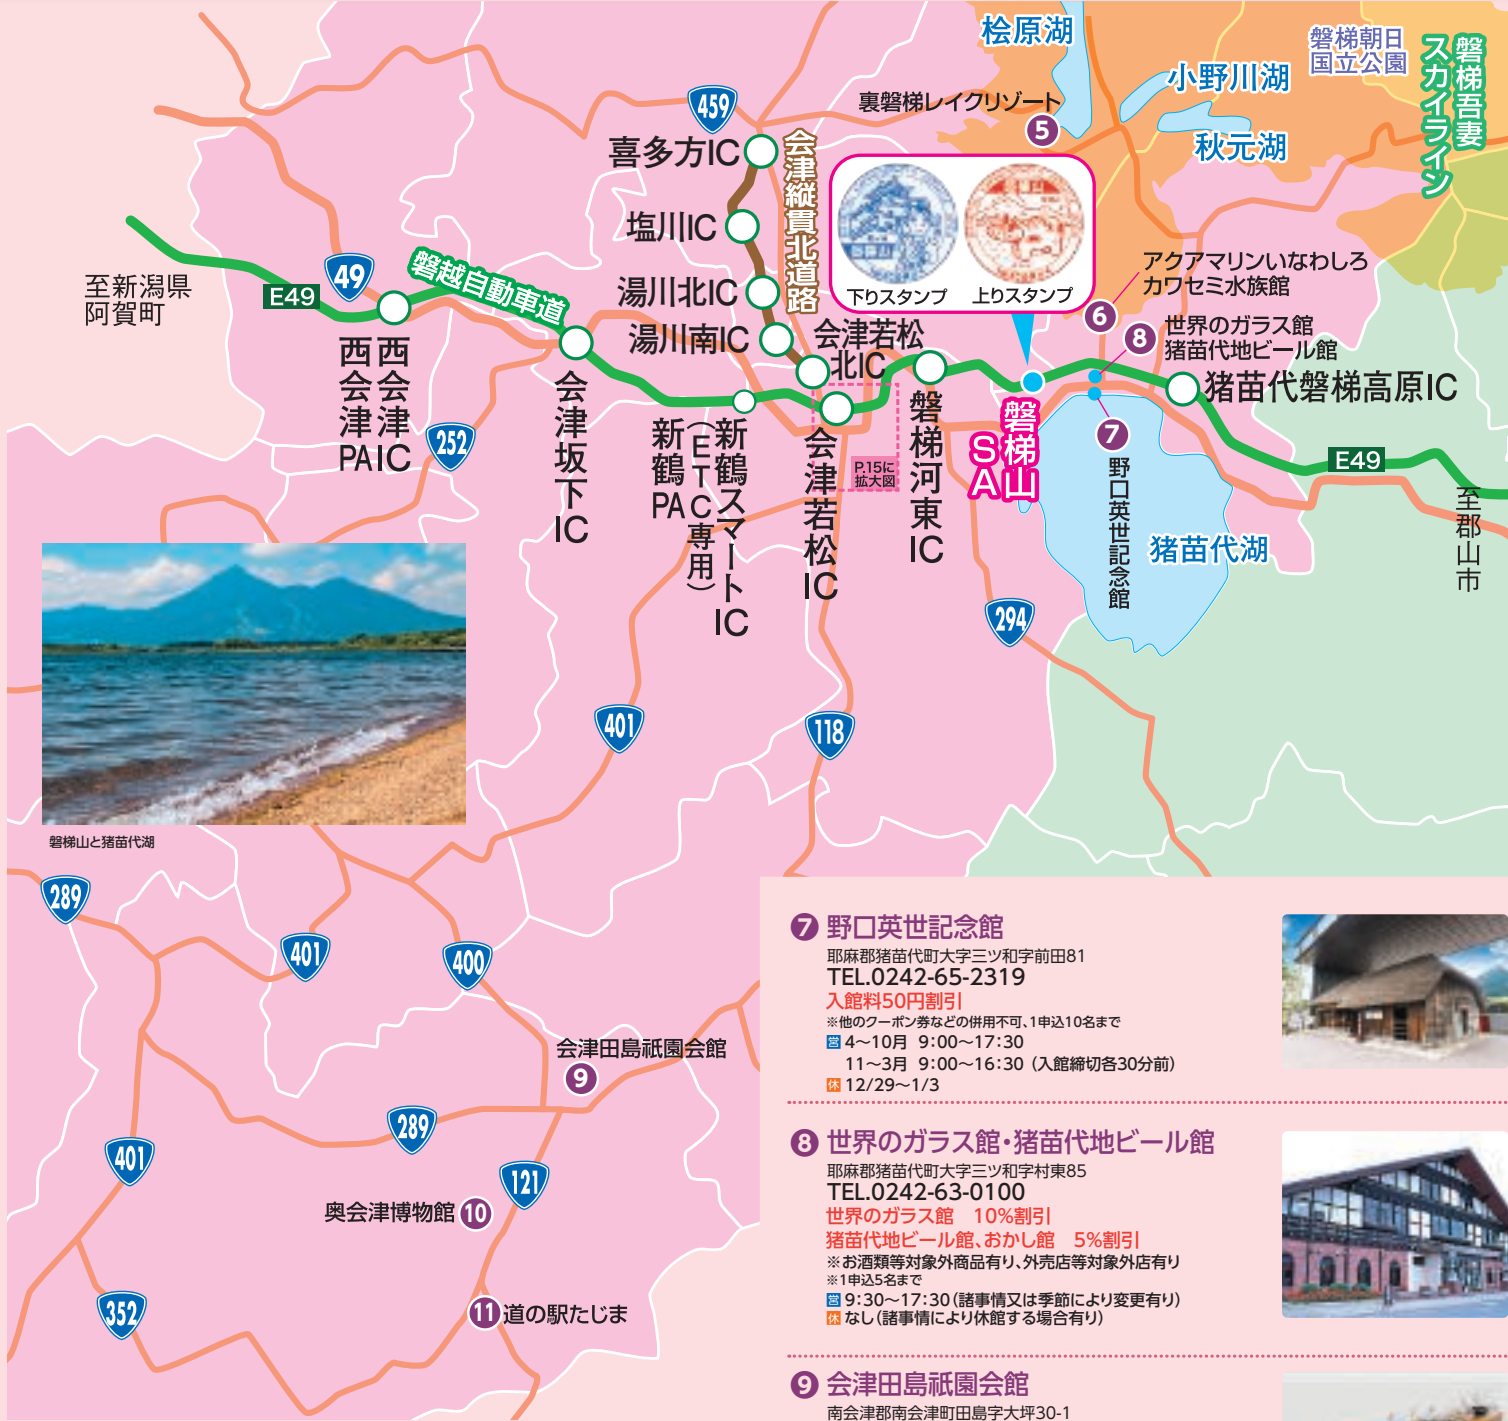 桧原湖
磐梯朝日
国立公園
磐梯吾妻
スカイライン
小野川湖
裏磐梯レイクリゾート
5
秋元湖
459
喜多方IC
会津縦貫北道路
塩川IC
下りスタンプ
上りスタンプ
49
磐越自動車道
湯川北IC
アクアマリンいなわしろ
カワセミ水族館
至新潟県
阿賀町
E49
6
湯川南IC
会津若松
北IC
8
世界のガラス館
猪苗代地ビール館
西会津IC
西会津PA
会津坂下IC
猪苗代磐梯高原IC
252
新鶴スマートIC
(ETC専用)
新鶴PA
会津若松IC
P.15に
拡大図
磐梯河東IC
磐梯山
SA
7
野口英世記念館
E49
至郡山市
猪苗代湖
294
401
118
磐梯山と猪苗代湖
289
401
400
会津田島祇園会館
9
289
401
121
奥会津博物館
10
352
11
道の駅たじま
7 野口英世記念館
耶麻郡猪苗代町大字三ツ和字前田81
TEL.0242-65-2319
入館料50円割引
※他のクーポン券などの併用不可、1申込10名まで
営 4〜10月 9:00〜17:30
11〜3月 9:00〜16:30（入館締切各30分前）
休 12/29〜1/3
8 世界のガラス館・猪苗代地ビール館
耶麻郡猪苗代町大字三ツ和字村東85
TEL.0242-63-0100
世界のガラス館 10%割引
猪苗代地ビール館、おかし館 5%割引
※お酒類等対象外商品有り、外売店等対象外店有り
※1申込5名まで
営 9:30〜17:30（諸事情又は季節により変更有り）
休 なし（諸事情により休館する場合有り）
9 会津田島祇園会館
南会津郡南会津町田島字大坪30-1